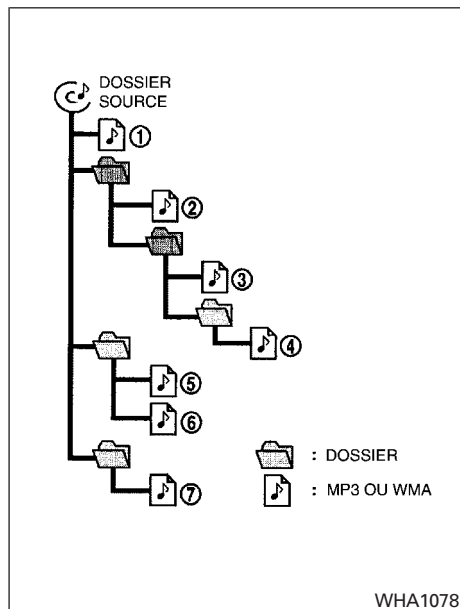 DOSSIER
SOURCE
①
②
③
④
⑤
⑥
⑦
: DOSSIER
: MP3 OU WMA
WHA1078